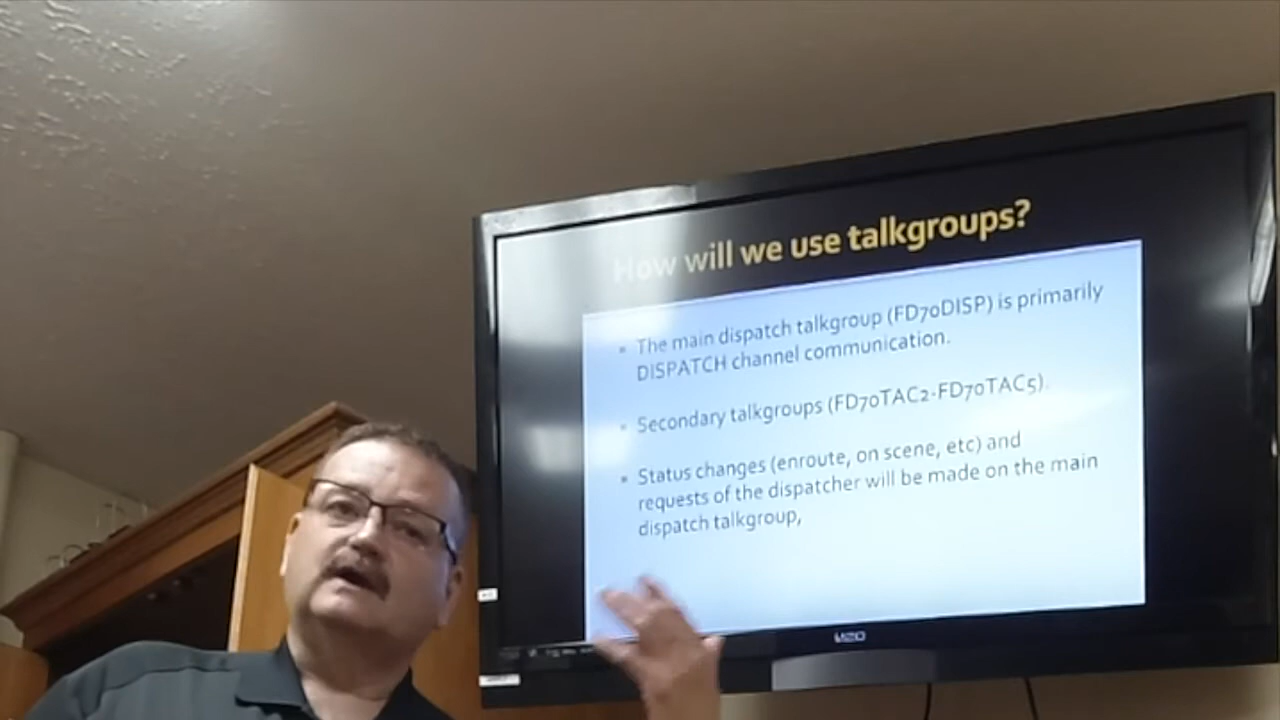 How will we use talkgroups?
The main dispatch talkgroup (FD70DISP) is primarily
DISPATCH channel communication.
Secondary talkgroups (FD70TAC2-FD70TAC5).
Status changes (enroute, on scene, etc) and
requests of the dispatcher will be made on the main
dispatch talkgroup,
VIZIO